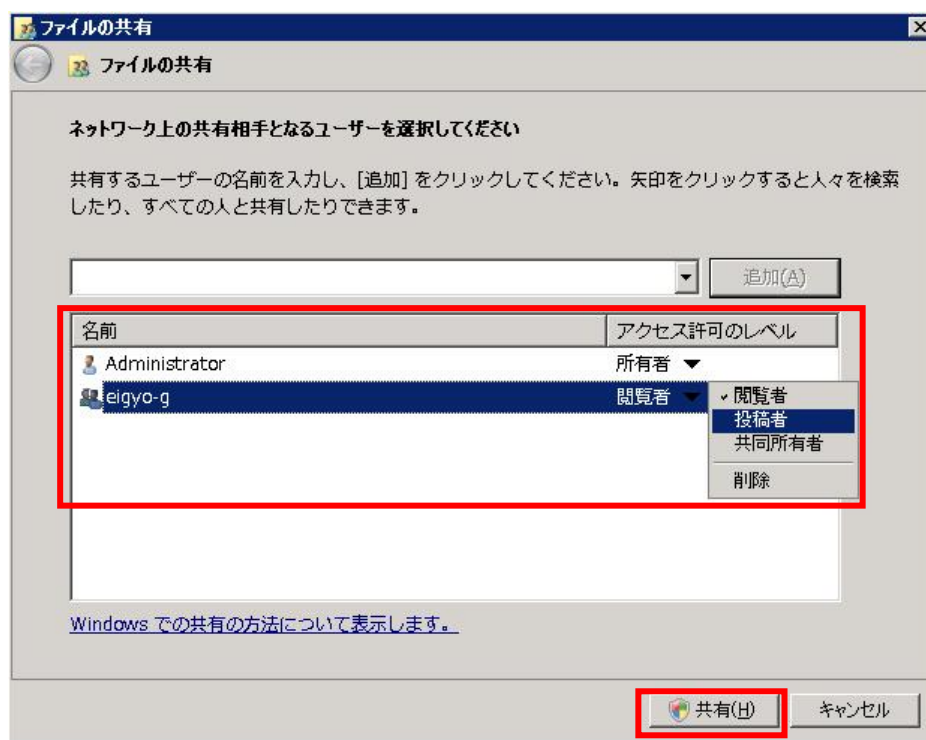 ファイルの共有
ファイルの共有
ネットワーク上の共有相手となるユーザーを選択してください
共有するユーザーの名前を入力し、[追加] をクリックしてください。矢印をクリックすると人々を検索
したり、すべての人と共有したりできます。
追加(A)
名前 アクセス許可のレベル
Administrator 所有者 ▼
eigyo-g 閲覧者 ▼
✓閲覧者
投稿者
共同所有者
削除
Windows での共有の方法について表示します。
共有(H) キャンセル